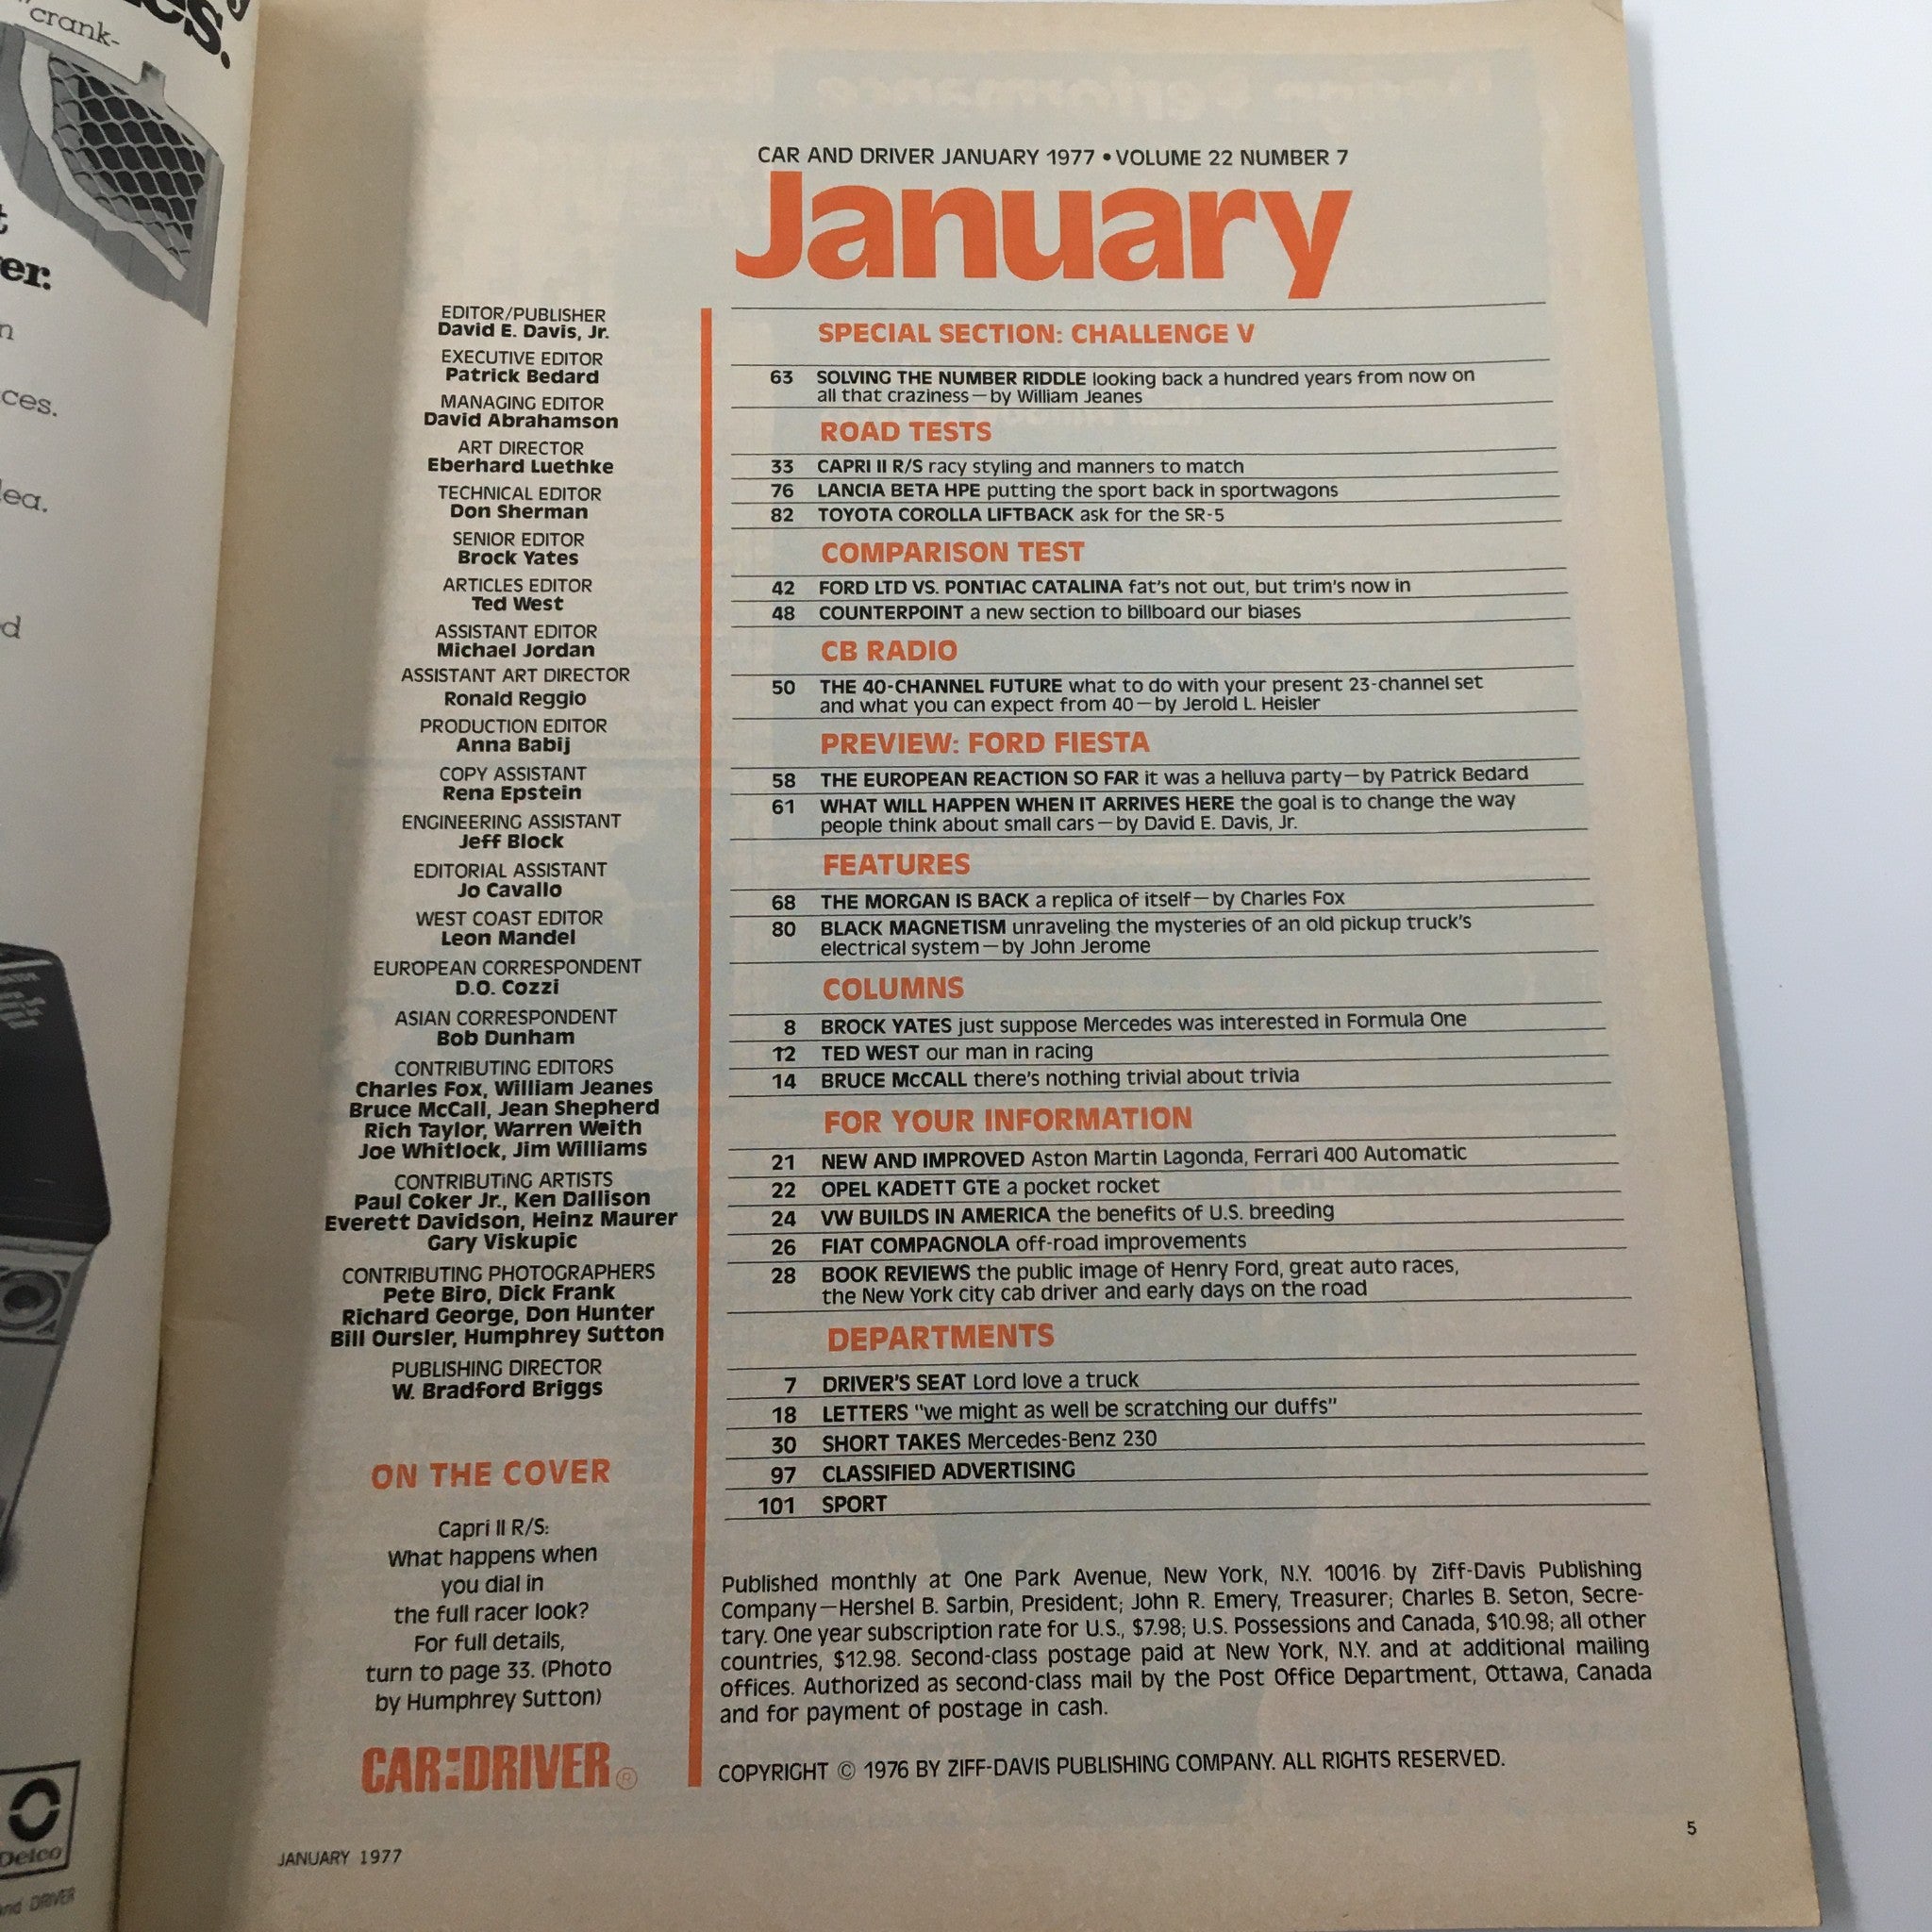 crank-
er.
ces.
CAR AND DRIVER JANUARY 1977 • VOLUME 22 NUMBER 7
January
EDITOR/PUBLISHER
David E. Davis, Jr.
EXECUTIVE EDITOR
Patrick Bedard
MANAGING EDITOR
David Abrahamson
ART DIRECTOR
Eberhard Luethke
TECHNICAL EDITOR
Don Sherman
SENIOR EDITOR
Brock Yates
ARTICLES EDITOR
Ted West
ASSISTANT EDITOR
Michael Jordan
ASSISTANT ART DIRECTOR
Ronald Reggio
PRODUCTION EDITOR
Anna Babij
COPY ASSISTANT
Rena Epstein
ENGINEERING ASSISTANT
Jeff Block
EDITORIAL ASSISTANT
Jo Cavallo
WEST COAST EDITOR
Leon Mandel
EUROPEAN CORRESPONDENT
D.O. Cozzi
ASIAN CORRESPONDENT
Bob Dunham
CONTRIBUTING EDITORS
Charles Fox, William Jeanes
Bruce McCall, Jean Shepherd
Rich Taylor, Warren Weith
Joe Whitlock, Jim Williams
CONTRIBUTING ARTISTS
Paul Coker Jr., Ken Dallison
Everett Davidson, Heinz Maurer
Gary Viskupic
CONTRIBUTING PHOTOGRAPHERS
Pete Biro, Dick Frank
Richard George, Don Hunter
Bill Oursler, Humphrey Sutton
PUBLISHING DIRECTOR
W. Bradford Briggs
ON THE COVER
Capri II R/S:
What happens when
you dial in
the full racer look?
For full details,
turn to page 33. (Photo
by Humphrey Sutton)
CAR DRIVER ®
SPECIAL SECTION: CHALLENGE V
63 SOLVING THE NUMBER RIDDLE looking back a hundred years from now on
all that craziness—by William Jeanes
ROAD TESTS
33 CAPRI II R/S racy styling and manners to match
76 LANCIA BETA HPE putting the sport back in sportwagons
82 TOYOTA COROLLA LIFTBACK ask for the SR-5
COMPARISON TEST
42 FORD LTD VS. PONTIAC CATALINA fat's not out, but trim's now in
48 COUNTERPOINT a new section to billboard our biases
CB RADIO
50 THE 40-CHANNEL FUTURE what to do with your present 23-channel set
and what you can expect from 40—by Jerold L. Heisler
PREVIEW: FORD FIESTA
58 THE EUROPEAN REACTION SO FAR it was a helluva party—by Patrick Bedard
61 WHAT WILL HAPPEN WHEN IT ARRIVES HERE the goal is to change the way
people think about small cars—by David E. Davis, Jr.
FEATURES
68 THE MORGAN IS BACK a replica of itself—by Charles Fox
80 BLACK MAGNETISM unraveling the mysteries of an old pickup truck's
electrical system—by John Jerome
COLUMNS
8 BROCK YATES just suppose Mercedes was interested in Formula One
12 TED WEST our man in racing
14 BRUCE McCALL there's nothing trivial about trivia
FOR YOUR INFORMATION
21 NEW AND IMPROVED Aston Martin Lagonda, Ferrari 400 Automatic
22 OPEL KADETT GTE a pocket rocket
24 VW BUILDS IN AMERICA the benefits of U.S. breeding
26 FIAT COMPAGNOLA off-road improvements
28 BOOK REVIEWS the public image of Henry Ford, great auto races,
the New York city cab driver and early days on the road
DEPARTMENTS
7 DRIVER'S SEAT Lord love a truck
18 LETTERS "we might as well be scratching our duffs"
30 SHORT TAKES Mercedes-Benz 230
97 CLASSIFIED ADVERTISING
101 SPORT
Published monthly at One Park Avenue, New York, N.Y. 10016 by Ziff-Davis Publishing
Company—Hershel B. Sarbin, President; John R. Emery, Treasurer; Charles B. Seton, Secre-
tary. One year subscription rate for U.S., $7.98; U.S. Possessions and Canada, $10.98; all other
countries, $12.98. Second-class postage paid at New York, N.Y. and at additional mailing
offices. Authorized as second-class mail by the Post Office Department, Ottawa, Canada
and for payment of postage in cash.
COPYRIGHT © 1976 BY ZIFF-DAVIS PUBLISHING COMPANY. ALL RIGHTS RESERVED.
5
JANUARY 1977
Delco
and DRIVER